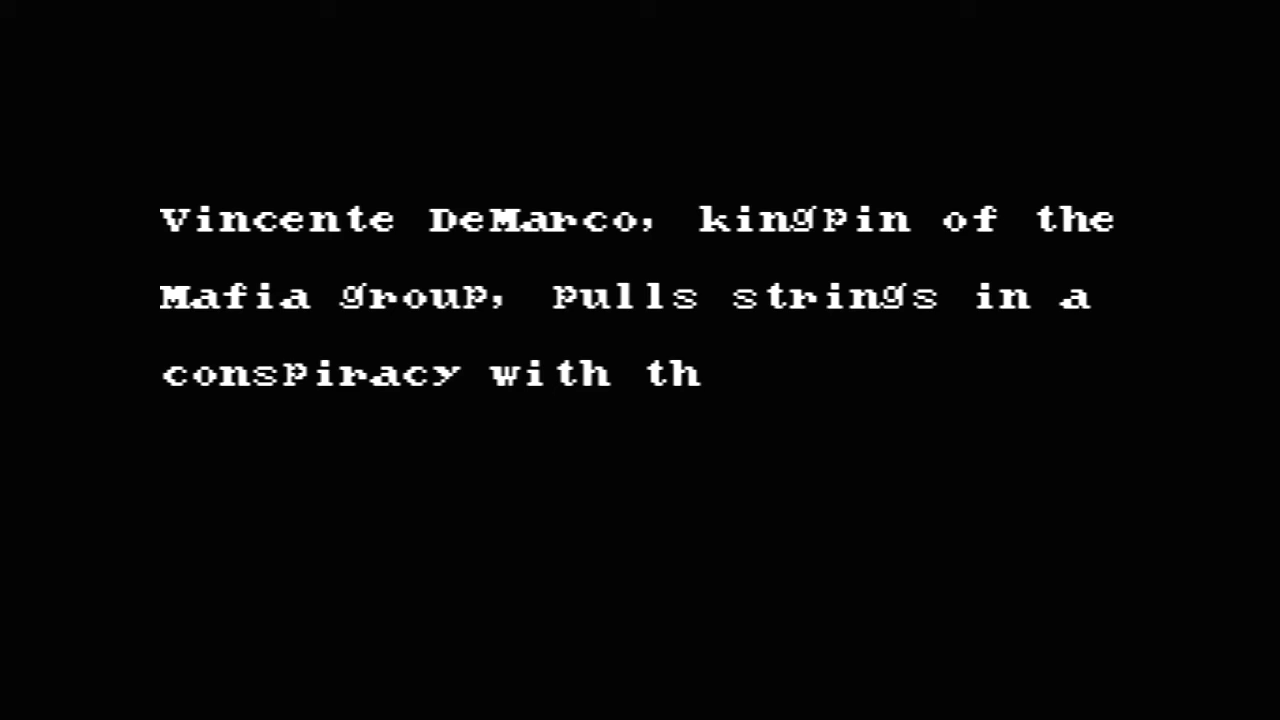 Vincente DeMarco, kingpin of the
Mafia group, pulls strings in a
conspiracy with th